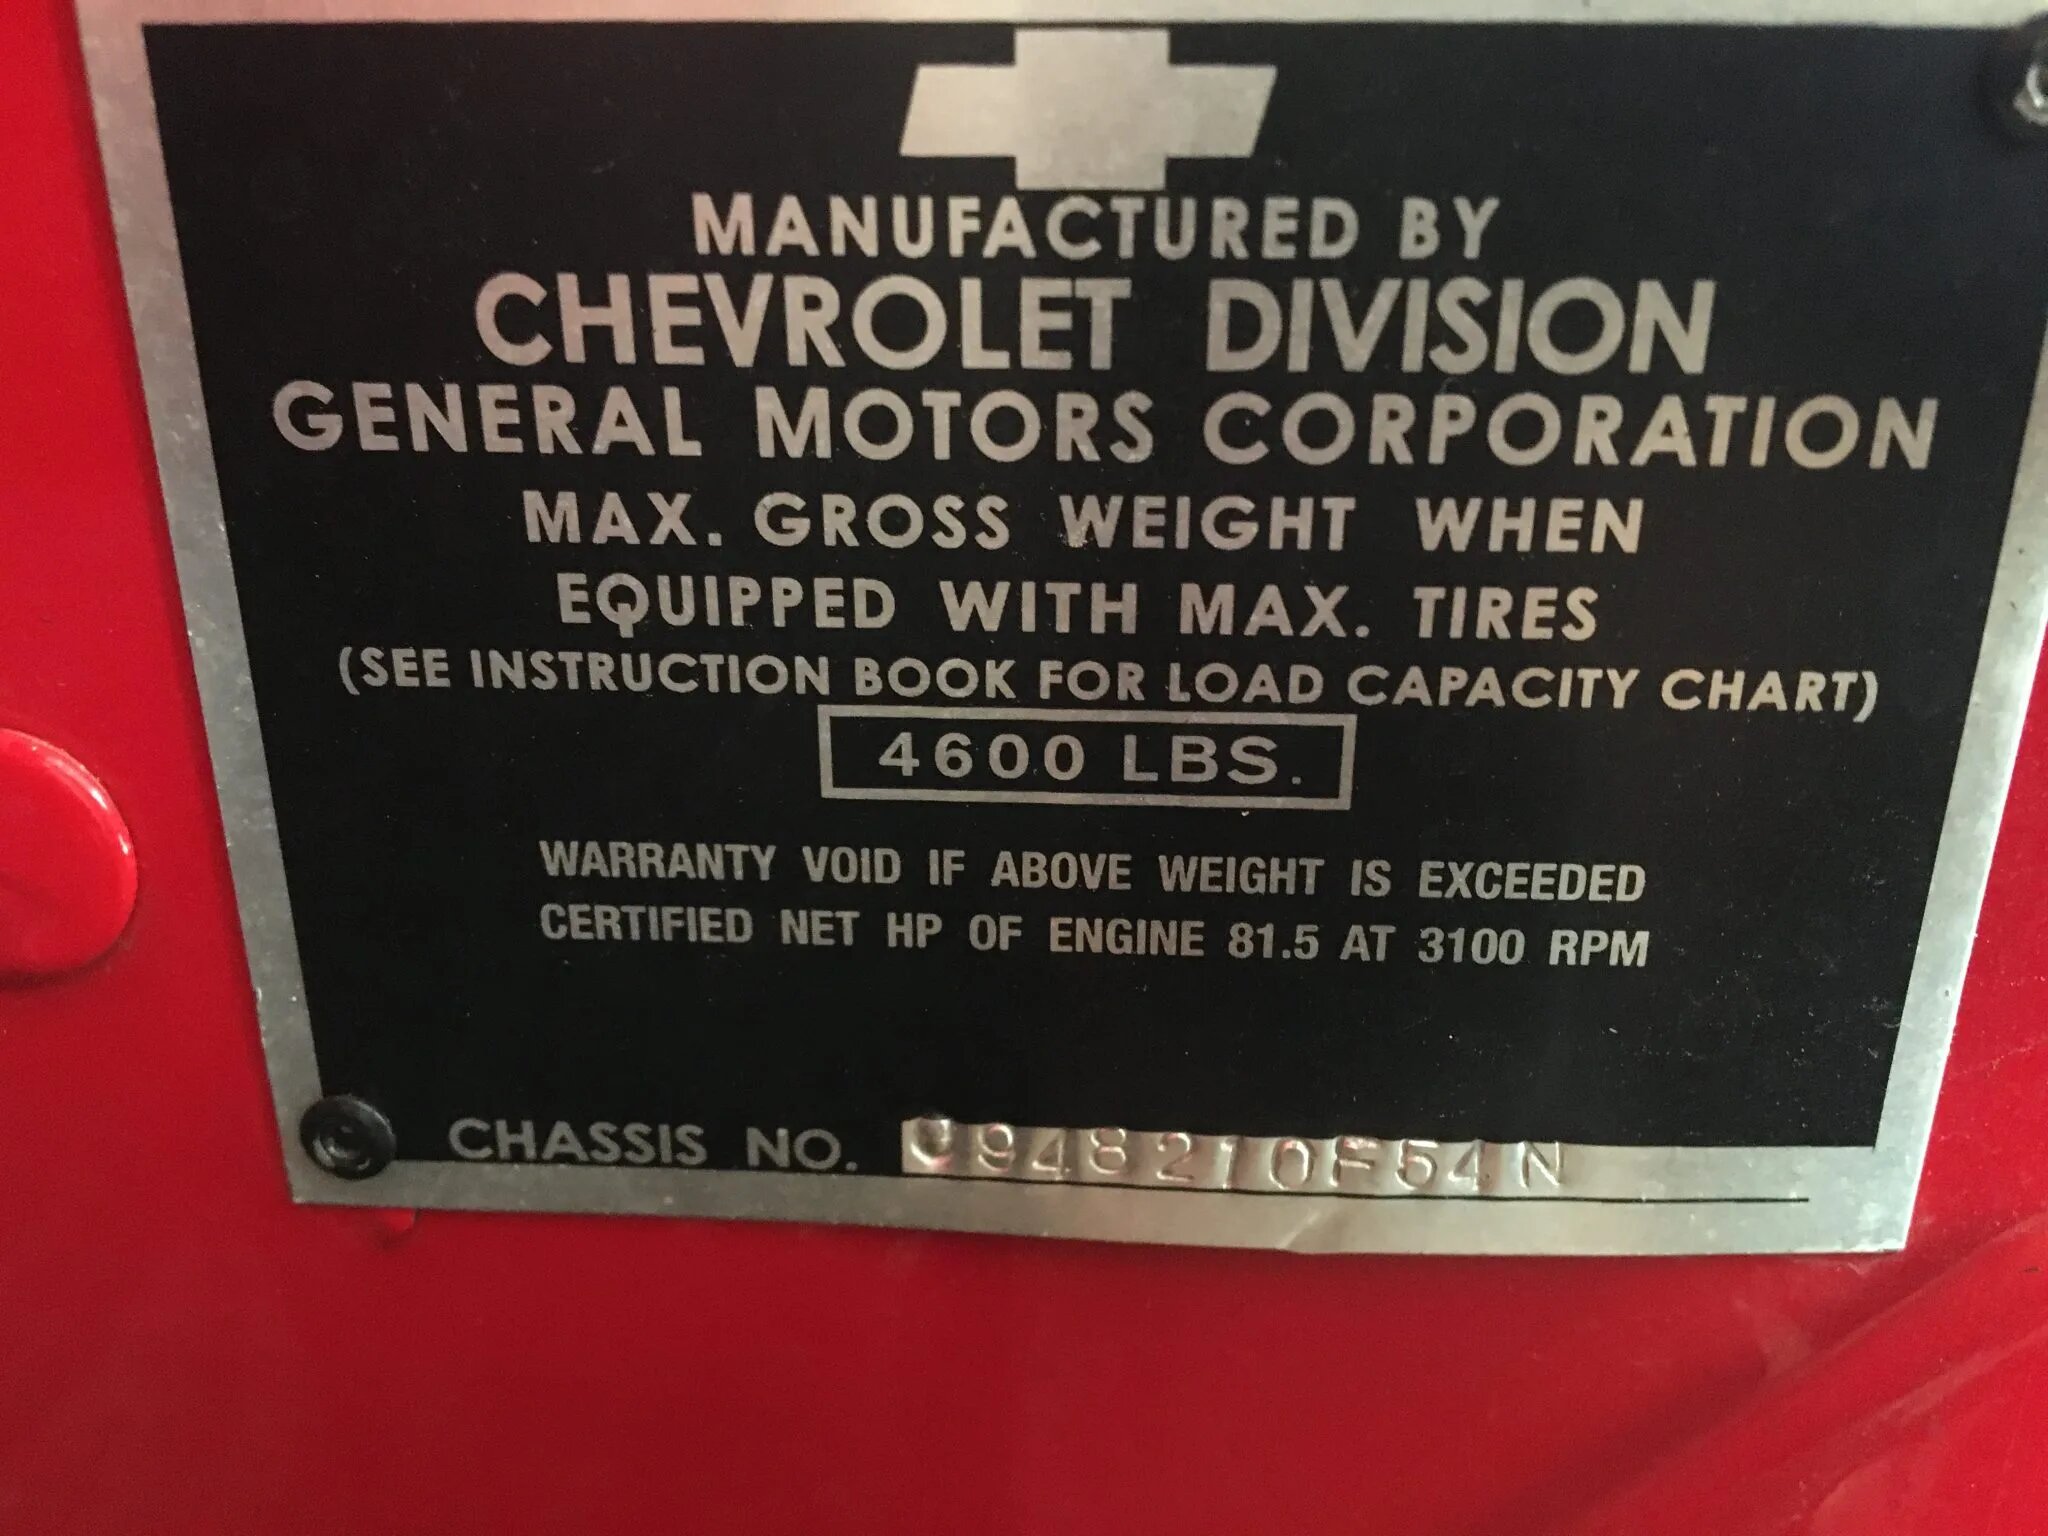 MANUFACTURED BY
CHEVROLET DIVISION
GENERAL MOTORS CORPORATION
MAX. GROSS WEIGHT WHEN
EQUIPPED WITH MAX. TIRES
(SEE INSTRUCTION BOOK FOR LOAD CAPACITY CHART)
4600 LBS.
WARRANTY VOID IF ABOVE WEIGHT IS EXCEEDED
CERTIFIED NET HP OF ENGINE 81.5 AT 3100 RPM
CHASSIS NO.